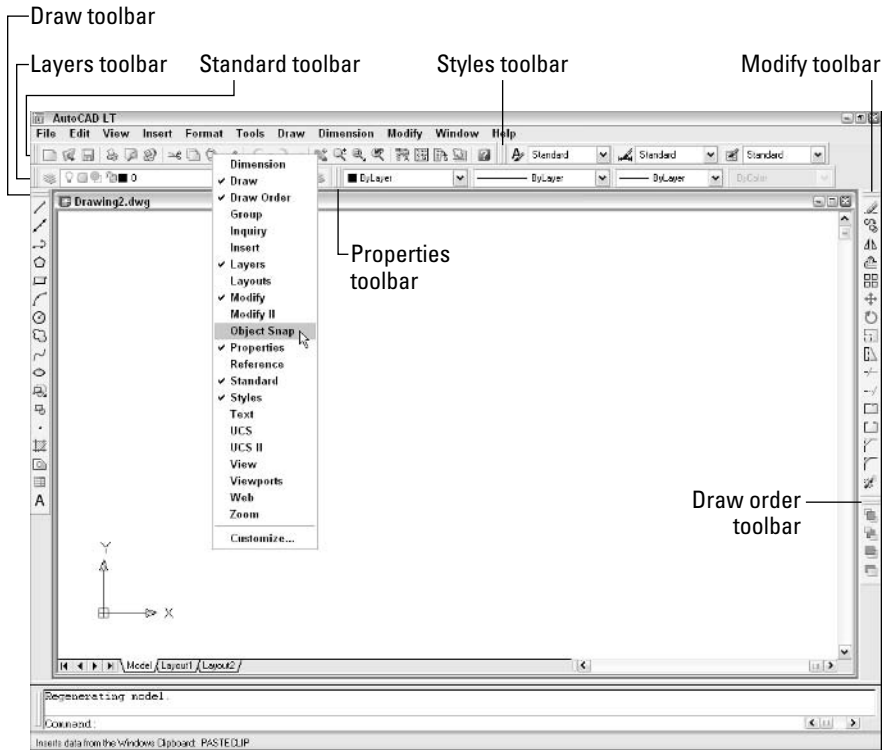 Draw toolbar
Layers toolbar
Standard toolbar
Styles toolbar
Modify toolbar
AutoCAD LT
File Edit View Insert Format Tools Draw Dimension Modify Window Help
Standard
Standard
Standard
0
ByLayer
ByLayer
ByLayer
ByColor
Drawing2.dwg
Dimension
✓ Draw
✓ Draw Order
Group
Inquiry
Insert
✓ Layers
Layouts
✓ Modify
Modify II
Object Snap
✓ Properties
Reference
✓ Standard
✓ Styles
Text
UCS
UCS II
View
Viewports
Web
Zoom
Customize...
Properties
toolbar
A
Draw order
toolbar
Y
X
Model Layout1 Layout2
Regenerating model.
Command:
Inserts data from the Windows Clipboard: PASTECLIP